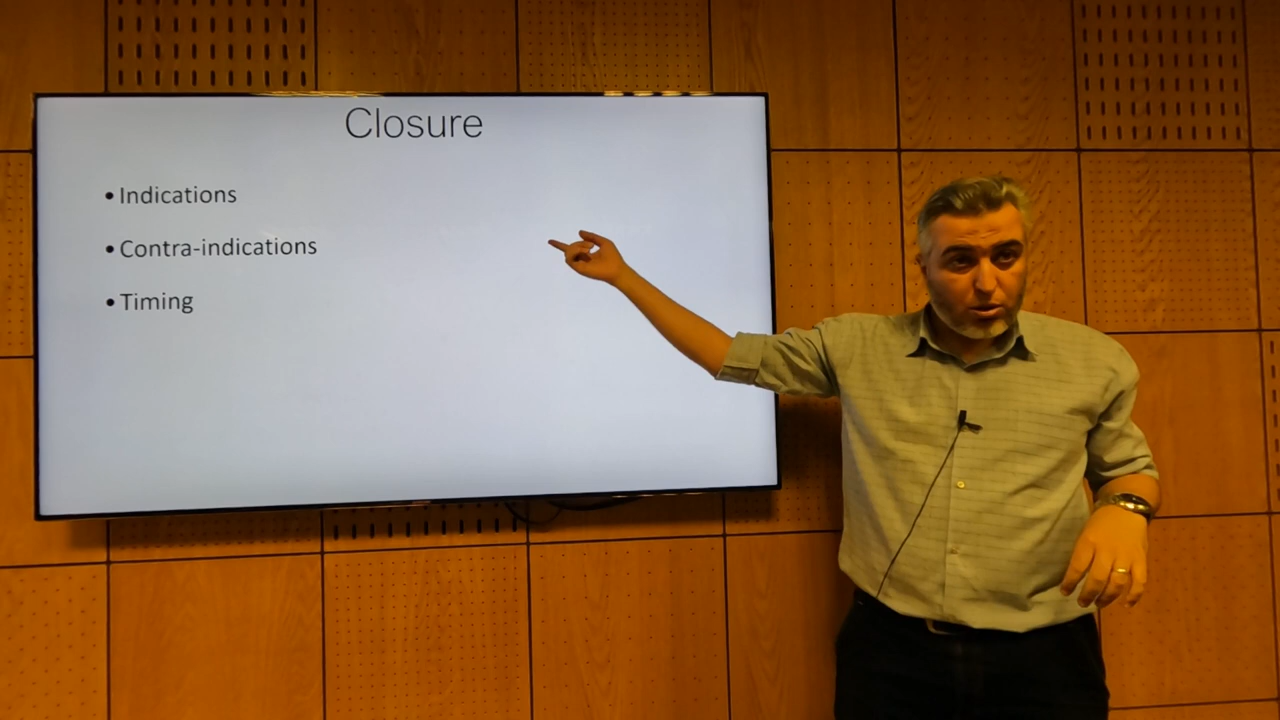 Closure
• Indications
• Contra-indications
• Timing